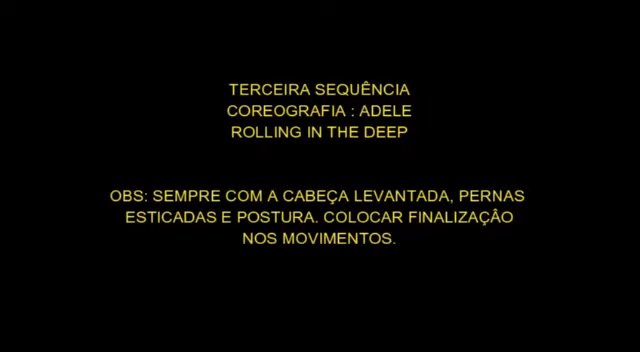 TERCEIRA SEQUÊNCIA
COREOGRAFIA : ADELE
ROLLING IN THE DEEP
OBS: SEMPRE COM A CABEÇA LEVANTADA, PERNAS
ESTICADAS E POSTURA. COLOCAR FINALIZAÇÂO
NOS MOVIMENTOS.